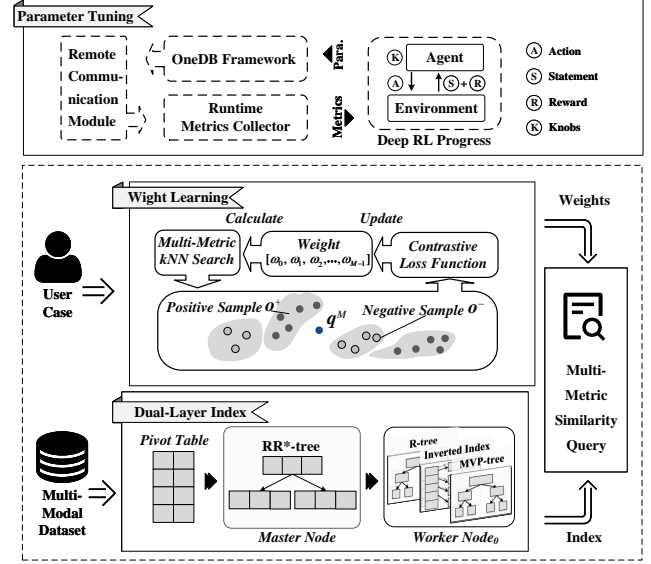 Parameter Tuning
Remote
Commu-
nication
Module
OneDB Framework
Runtime
Metrics Collector
Para.
Metrics
K
Agent
A
S + R
Environment
Deep RL Progress
A Action
S Statement
R Reward
K Knobs
Wight Learning
User
Case
Calculate
Update
Multi-Metric
kNN Search
Weight
[ω₀, ω₁, ω₂,...,ω_{M−1}]
Contrastive
Loss Function
Positive Sample o⁺
q^M
Negative Sample o⁻
Weights
Multi-
Metric
Similarity
Query
Index
Dual-Layer Index
Multi-
Modal
Dataset
Pivot Table
RR*-tree
Master Node
R-tree
Inverted Index
MVP-tree
Worker Node₀